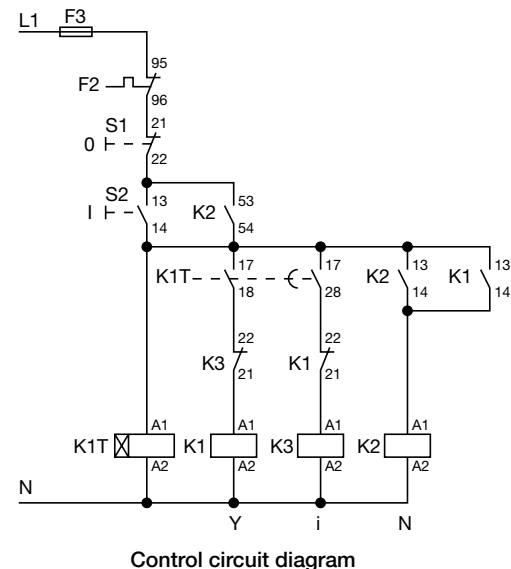 L1 F3
95
F2
96
S1 21
0
22
S2 13 53
I K2
14 54
17 17 13 13
K1T K2 K1
18 28 14 14
22 22
K3 K1
21 21
A1 A1 A1 A1
K1T K1 K3 K2
A2 A2 A2 A2
N
Y i N
Control circuit diagram